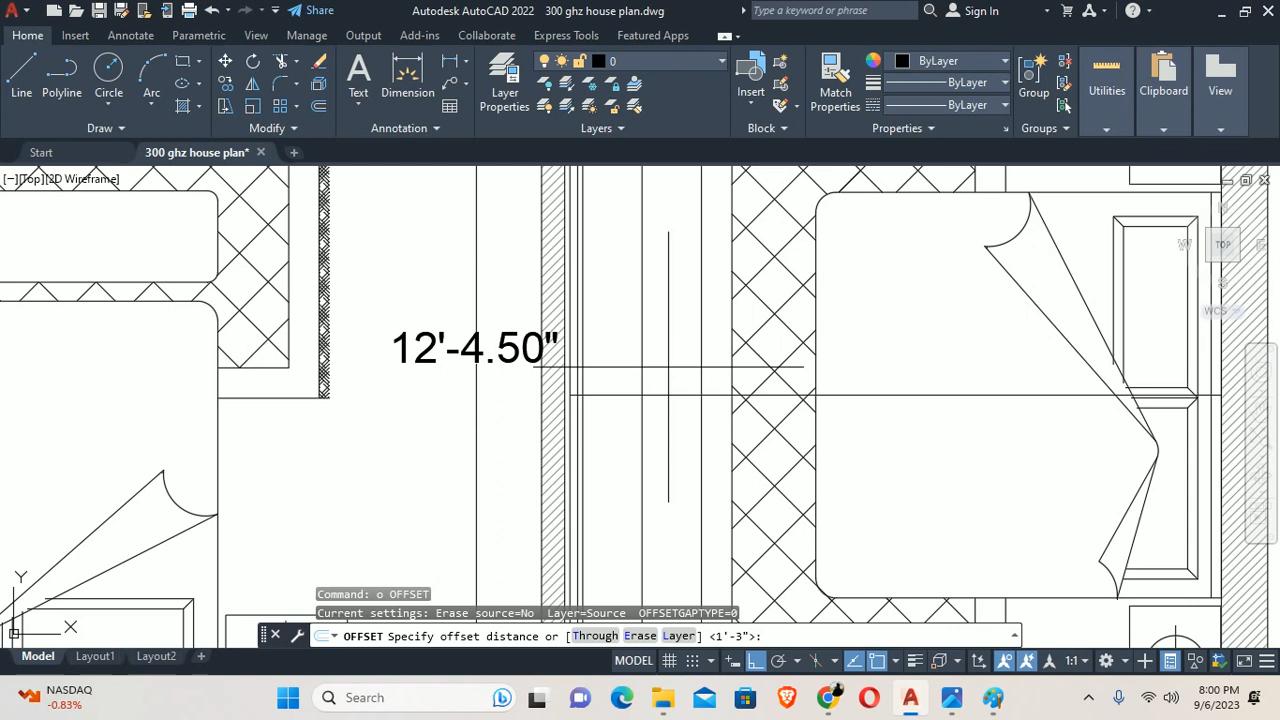 Share
Autodesk AutoCAD 2022 300 ghz house plan.dwg
Type a keyword or phrase
Sign In
Home Insert Annotate Parametric View Manage Output Add-ins Collaborate Express Tools Featured Apps
Line Polyline Circle Arc Text Dimension Layer Properties 0 Insert Match Properties ByLayer Group Utilities Clipboard View
ByLayer
ByLayer
Draw Modify Annotation Layers Block Properties Groups
Start 300 ghz house plan*
[−][Top][2D Wireframe]
TOP
S
WCS
12'-4.50"
Y
X
Command: o OFFSET
Current settings: Erase source=No Layer=Source OFFSETGAPTYPE=0
OFFSET Specify offset distance or [Through Erase Layer] <1'-3">:
Model Layout1 Layout2 + MODEL 1:1
NASDAQ
-0.83%
Search
8:00 PM
9/6/2023